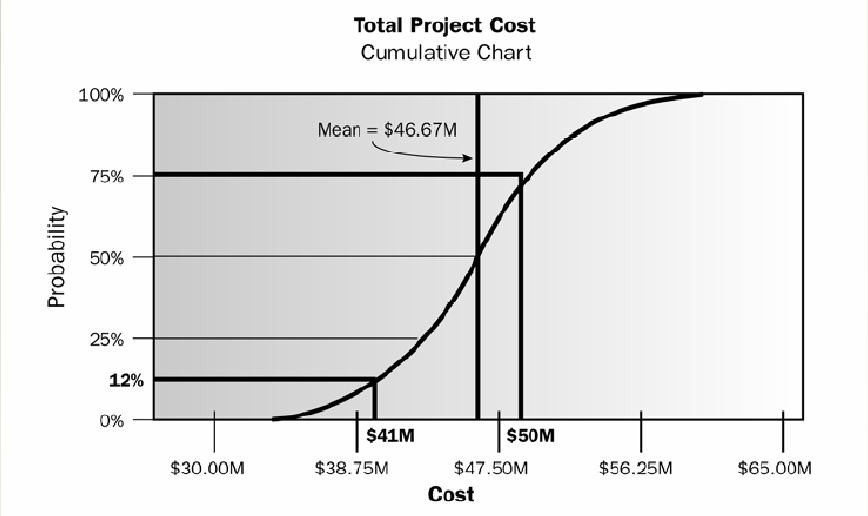 Total Project Cost
Cumulative Chart
100%
Mean = $46.67M
75%
50%
25%
12%
0%
Probability
$41M
$50M
$30.00M
$38.75M
$47.50M
$56.25M
$65.00M
Cost